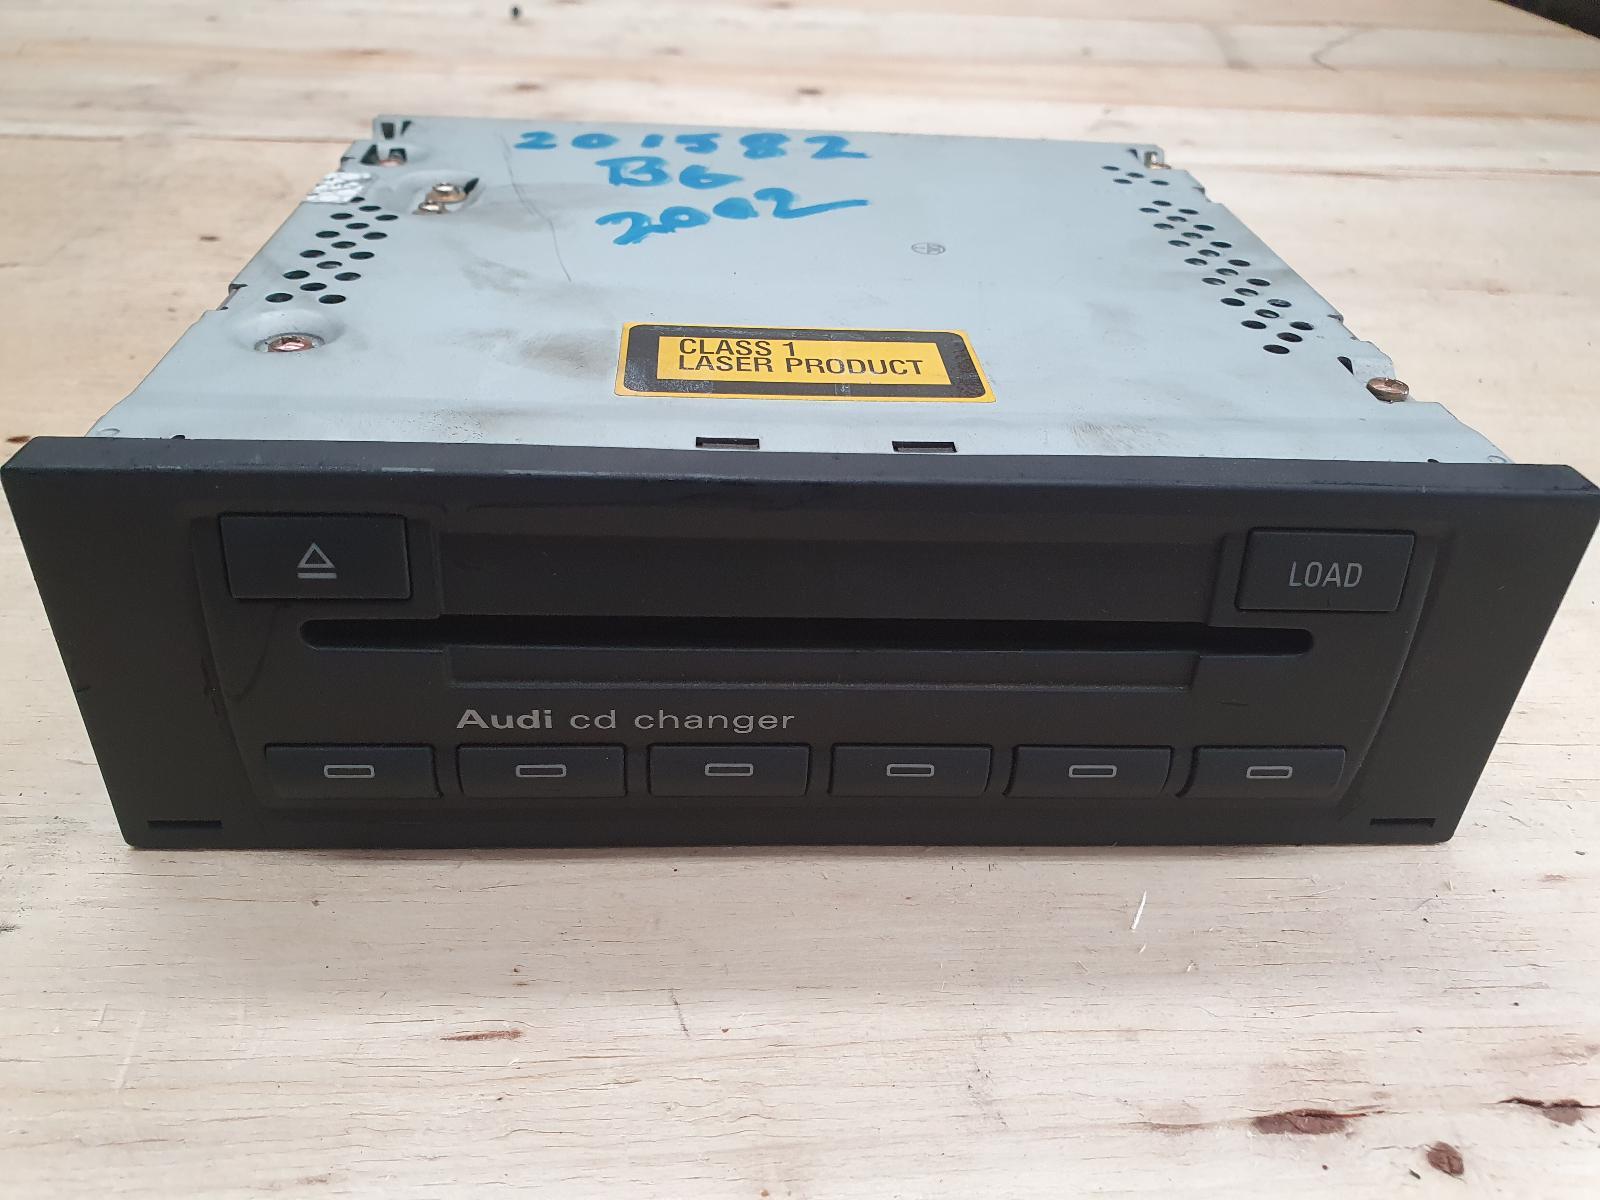 201582
B6
2002
CLASS 1
LASER PRODUCT
LOAD
Audi cd changer